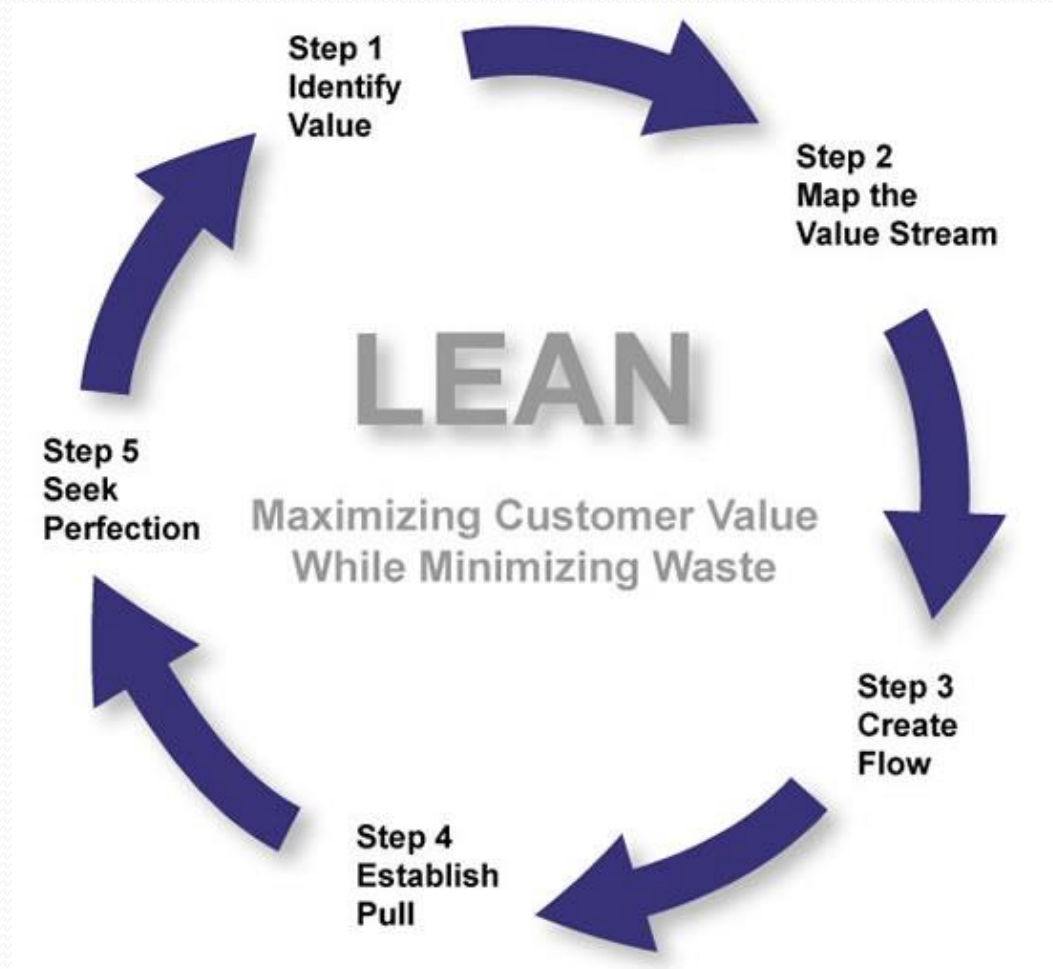 Step 1
Identify
Value
Step 2
Map the
Value Stream
LEAN
Maximizing Customer Value
While Minimizing Waste
Step 3
Create
Flow
Step 4
Establish
Pull
Step 5
Seek
Perfection